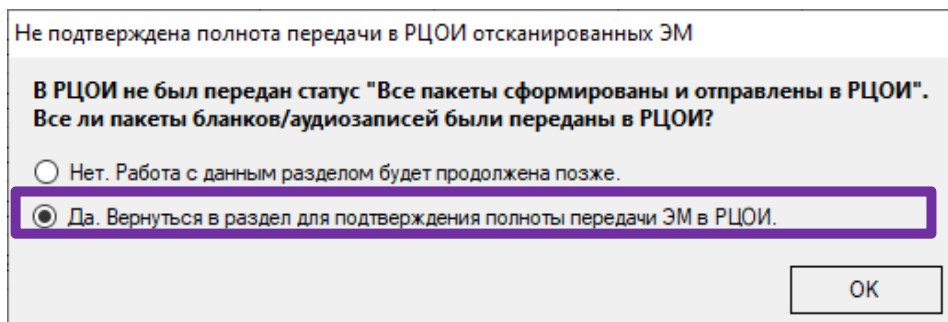 Не подтверждена полнота передачи в РЦОИ отсканированных ЭМ
В РЦОИ не был передан статус "Все пакеты сформированы и отправлены в РЦОИ".
Все ли пакеты бланков/аудиозаписей были переданы в РЦОИ?
Нет. Работа с данным разделом будет продолжена позже.
Да. Вернуться в раздел для подтверждения полноты передачи ЭМ в РЦОИ.
ОК